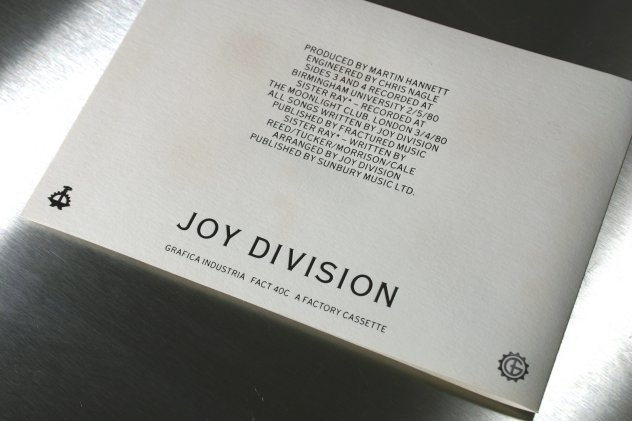 PRODUCED BY MARTIN HANNETT
ENGINEERED BY CHRIS NAGLE
SIDES 3 AND 4 RECORDED AT
BIRMINGHAM UNIVERSITY 2/5/80
SISTER RAY* – RECORDED AT
THE MOONLIGHT CLUB, LONDON 3/4/80
ALL SONGS WRITTEN BY JOY DIVISION
PUBLISHED BY FRACTURED MUSIC
SISTER RAY* – WRITTEN BY
REED/TUCKER/MORRISON/CALE
ARRANGED BY JOY DIVISION
PUBLISHED BY SUNBURY MUSIC LTD.
JOY DIVISION
GRAFICA INDUSTRIA FACT 40C A FACTORY CASSETTE